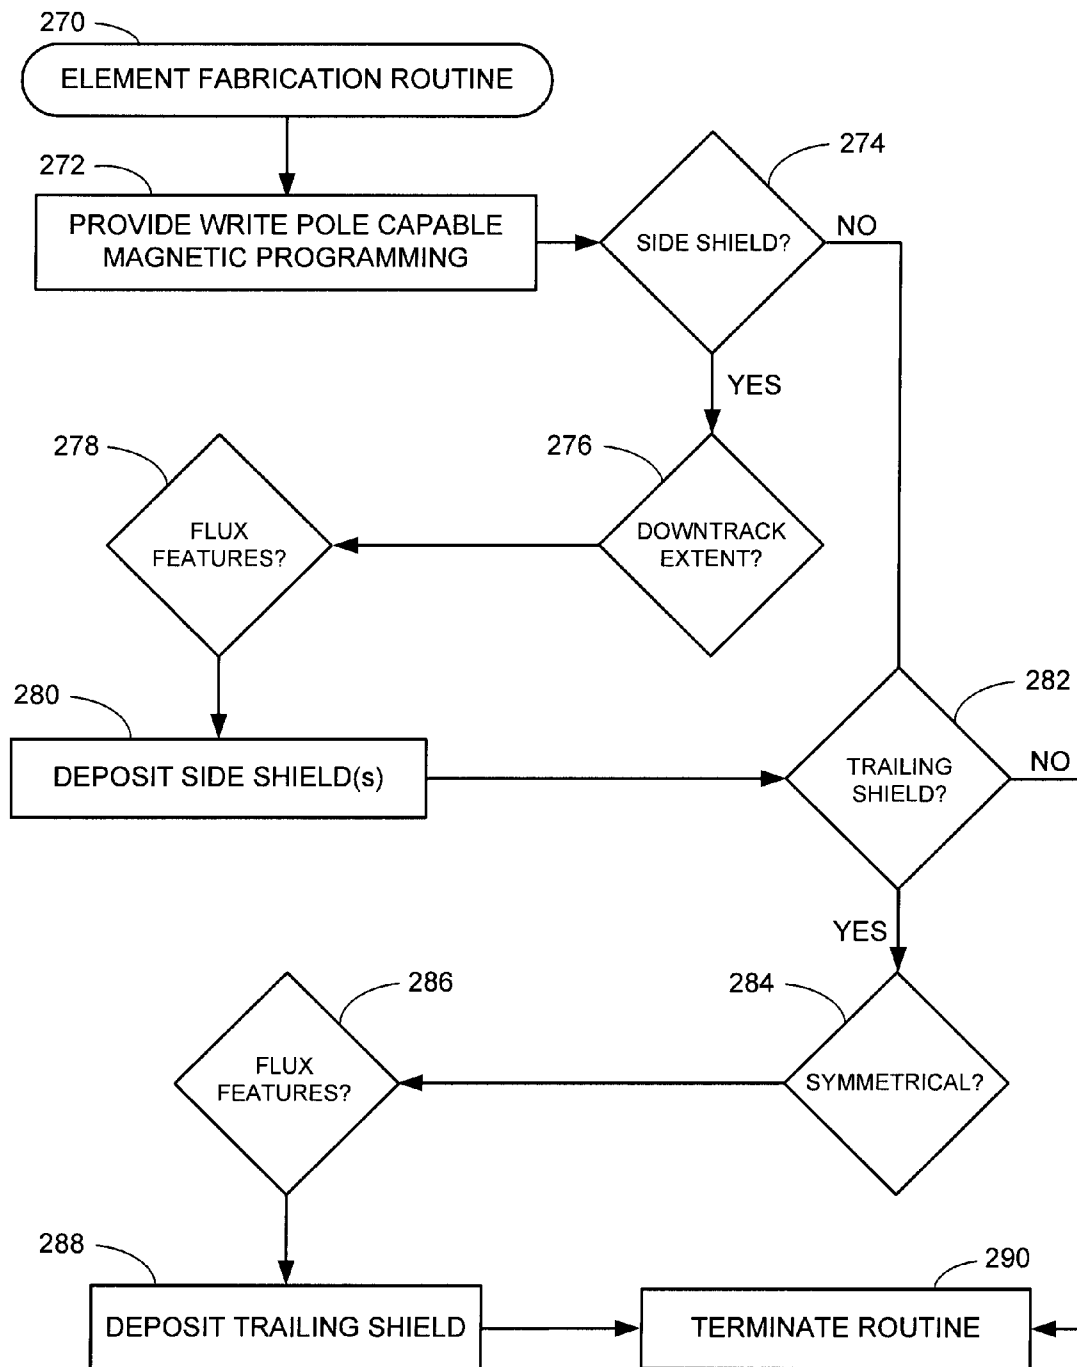 270
ELEMENT FABRICATION ROUTINE
272
PROVIDE WRITE POLE CAPABLE
MAGNETIC PROGRAMMING
274
SIDE SHIELD?
NO
YES
276
DOWNTRACK
EXTENT?
278
FLUX
FEATURES?
280
DEPOSIT SIDE SHIELD(s)
282
TRAILING
SHIELD?
NO
YES
284
SYMMETRICAL?
286
FLUX
FEATURES?
288
DEPOSIT TRAILING SHIELD
290
TERMINATE ROUTINE